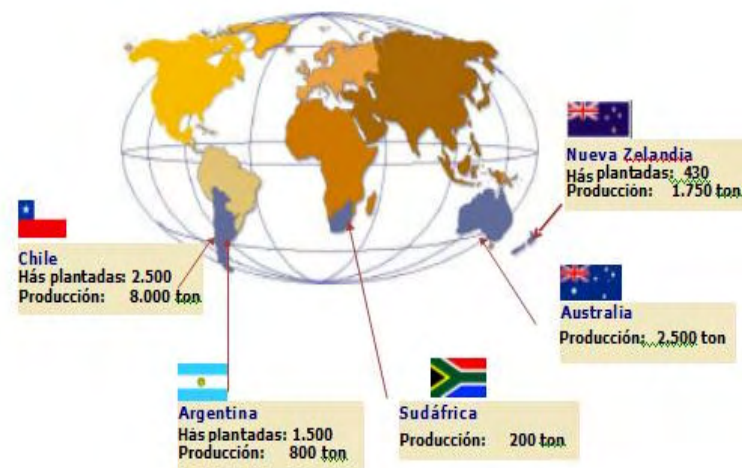 Nueva Zelandia
Hás plantadas: 430
Producción: 1.750 ton
Chile
Hás plantadas: 2.500
Producción: 8.000 ton
Australia
Producción: 2.500 ton
Argentina
Hás plantadas: 1.500
Producción: 800 ton
Sudáfrica
Producción: 200 ton